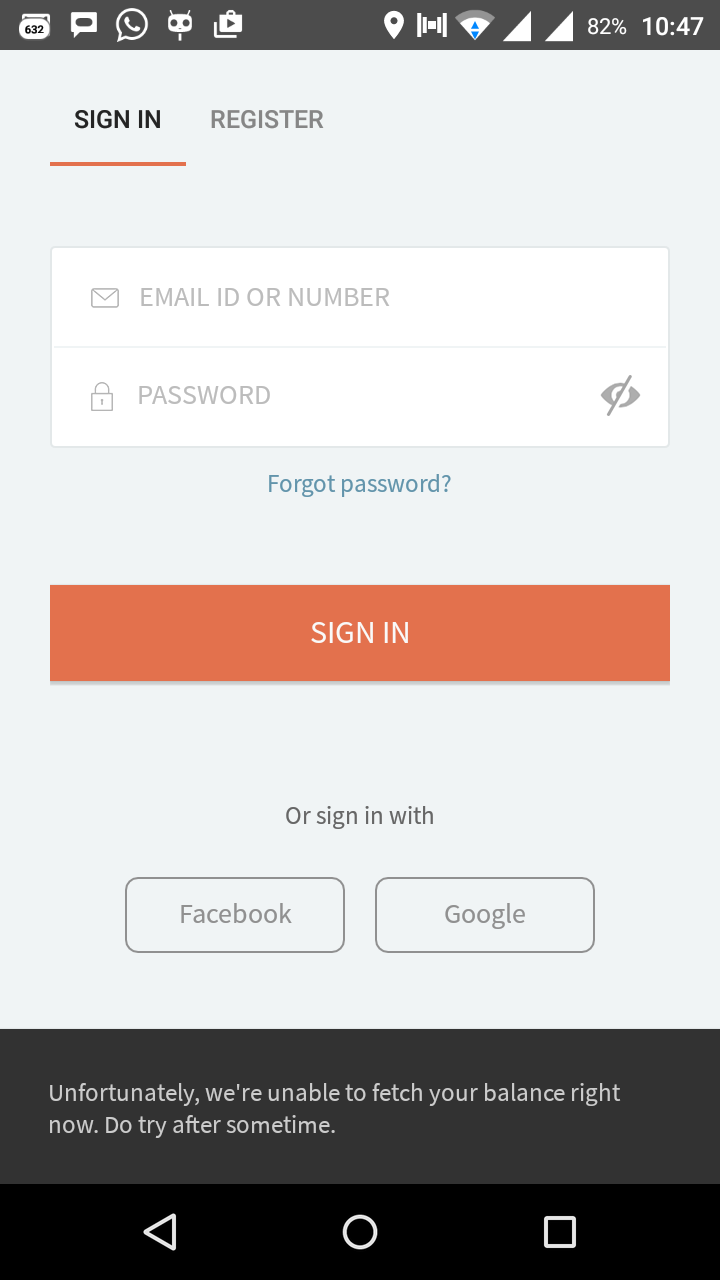 632 82% 10:47
SIGN IN REGISTER
EMAIL ID OR NUMBER
PASSWORD
Forgot password?
SIGN IN
Or sign in with
Facebook Google
Unfortunately, we're unable to fetch your balance right
now. Do try after sometime.